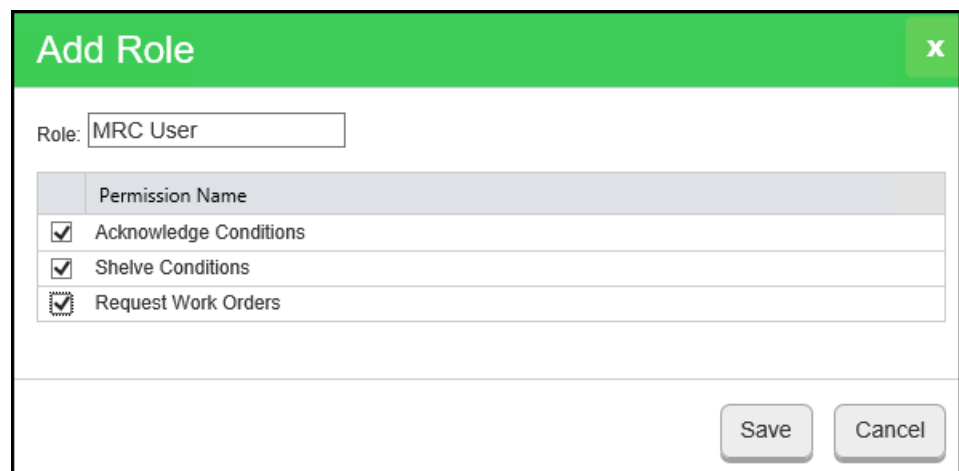 Add Role
x
Role: MRC User
Permission Name
Acknowledge Conditions
Shelve Conditions
Request Work Orders
Save Cancel